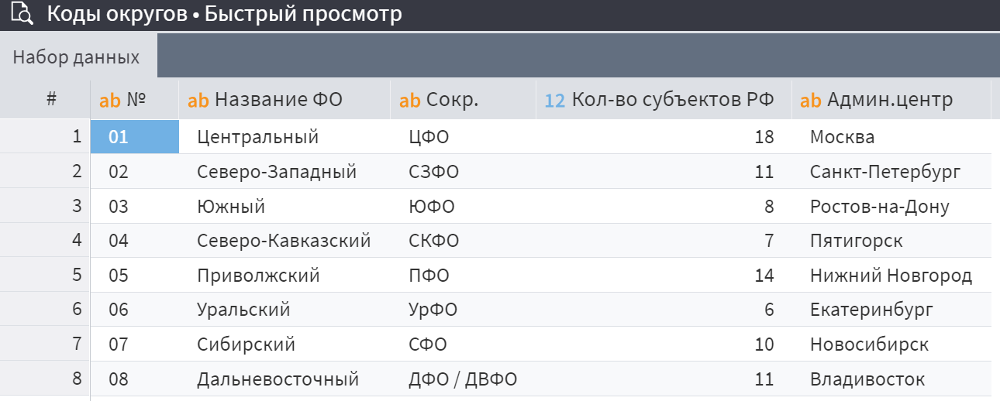 Коды округов • Быстрый просмотр
Набор данных
# ab № ab Название ФО ab Сокр. 12 Кол-во субъектов РФ ab Админ.центр
1 01 Центральный ЦФО 18 Москва
2 02 Северо-Западный СЗФО 11 Санкт-Петербург
3 03 Южный ЮФО 8 Ростов-на-Дону
4 04 Северо-Кавказский СКФО 7 Пятигорск
5 05 Приволжский ПФО 14 Нижний Новгород
6 06 Уральский УрФО 6 Екатеринбург
7 07 Сибирский СФО 10 Новосибирск
8 08 Дальневосточный ДФО / ДВФО 11 Владивосток